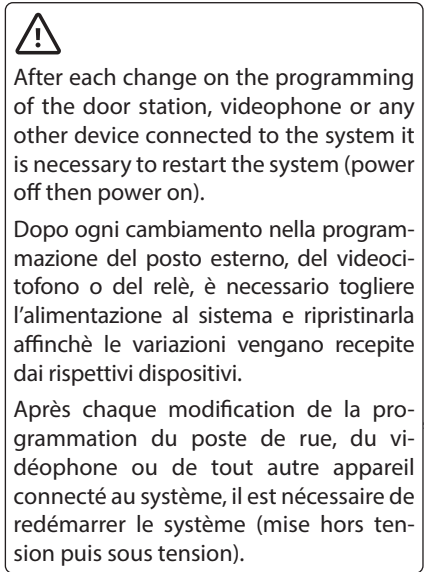 After each change on the programming
of the door station, videophone or any
other device connected to the system it
is necessary to restart the system (power
off then power on).
Dopo ogni cambiamento nella program-
mazione del posto esterno, del videoci-
tofono o del relè, è necessario togliere
l'alimentazione al sistema e ripristinarla
affinchè le variazioni vengano recepite
dai rispettivi dispositivi.
Après chaque modification de la pro-
grammation du poste de rue, du vi-
déophone ou de tout autre appareil
connecté au système, il est nécessaire de
redémarrer le système (mise hors ten-
sion puis sous tension).